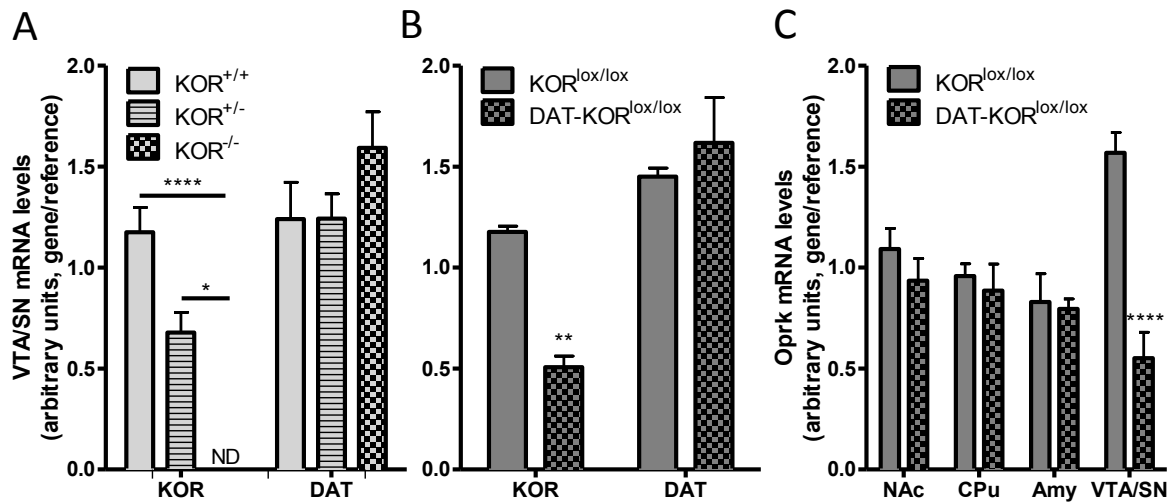 A
VTA/SN mRNA levels
(arbitrary units, gene/reference)
2.0
1.5
1.0
0.5
0.0
KOR+/+
KOR+/-
KOR-/-
****
*
ND
KOR
DAT
B
2.0
1.5
1.0
0.5
0.0
KORlox/lox
DAT-KORlox/lox
**
KOR
DAT
C
Oprk mRNA levels
(arbitrary units, gene/reference)
2.0
1.5
1.0
0.5
0.0
KORlox/lox
DAT-KORlox/lox
****
NAc
CPu
Amy
VTA/SN